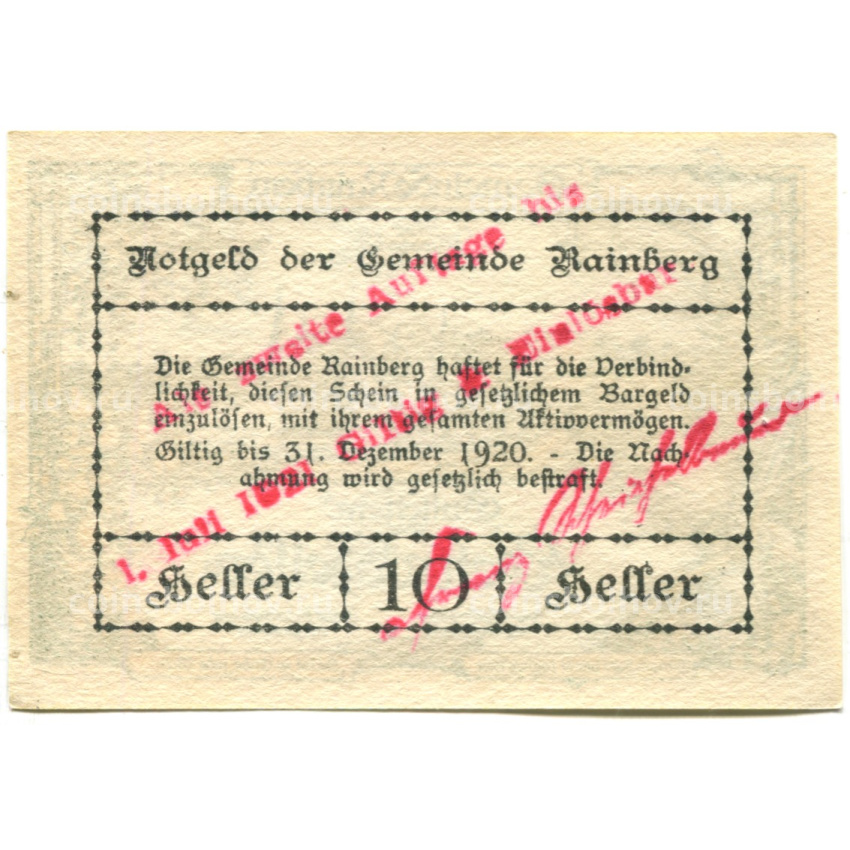 Notgeld der Gemeinde Rainberg
Die Gemeinde Rainberg haftet für die Verbind-
lichkeit, diesen Schein in gesetzlichem Bargeld
einzulösen, mit ihrem gesamten Aktivvermögen.
Giltig bis 31. Dezember 1920. - Die Nach-
ahmung wird gesetzlich bestraft.
Heller 10 Heller
Als zweite Auflage bis
1. Juli 1921 Giltig & Einlösbar